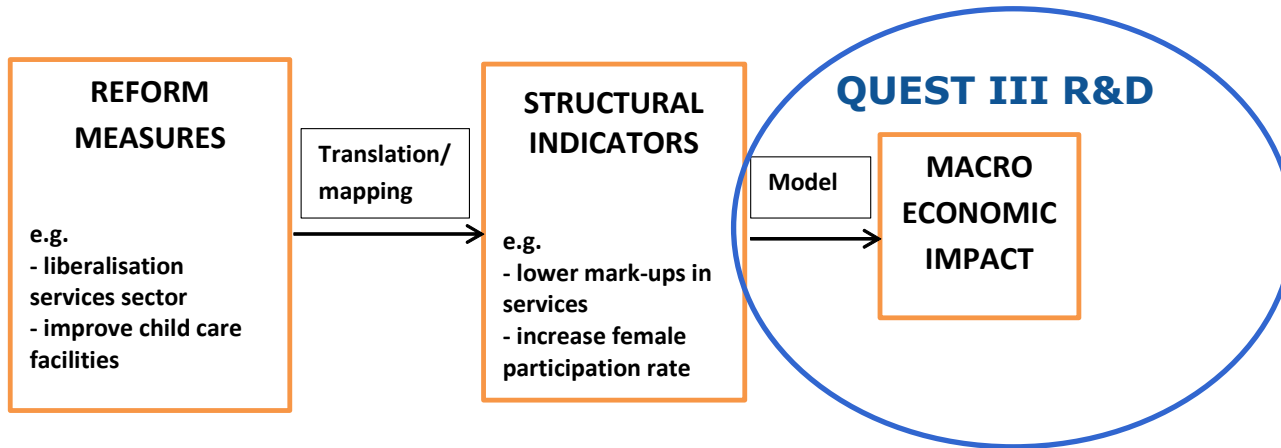 REFORM
MEASURES
e.g.
- liberalisation
services sector
- improve child care
facilities
Translation/
mapping
STRUCTURAL
INDICATORS
e.g.
- lower mark-ups in
services
- increase female
participation rate
QUEST III R&D
Model
MACRO
ECONOMIC
IMPACT